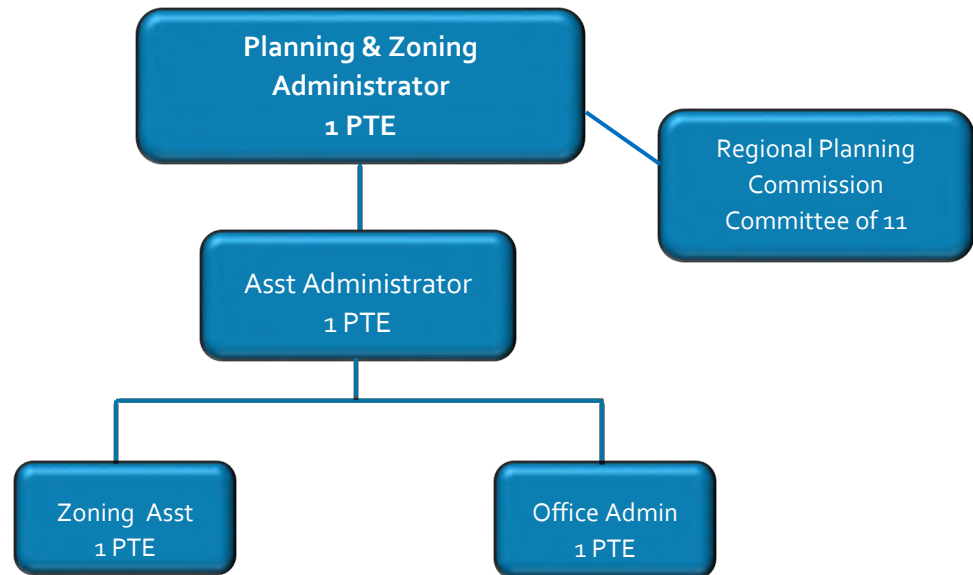 Planning & Zoning
Administrator
1 PTE
Regional Planning
Commission
Committee of 11
Asst Administrator
1 PTE
Zoning Asst
1 PTE
Office Admin
1 PTE